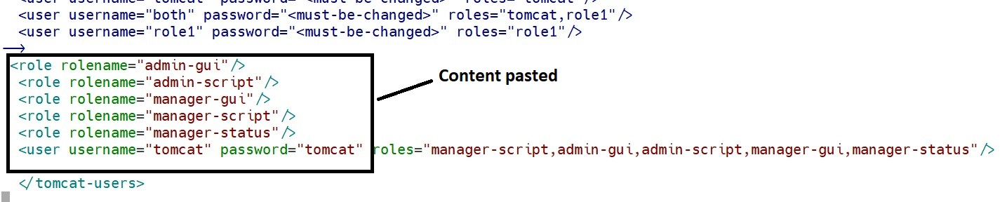 <user username="tomcat" password="<must-be-changed>" roles="tomcat"/>
<user username="both" password="<must-be-changed>" roles="tomcat,role1"/>
<user username="role1" password="<must-be-changed>" roles="role1"/>
-->
<role rolename="admin-gui"/>
<role rolename="admin-script"/>
Content pasted
<role rolename="manager-gui"/>
<role rolename="manager-script"/>
<role rolename="manager-status"/>
<user username="tomcat" password="tomcat" roles="manager-script,admin-gui,admin-script,manager-gui,manager-status"/>
</tomcat-users>